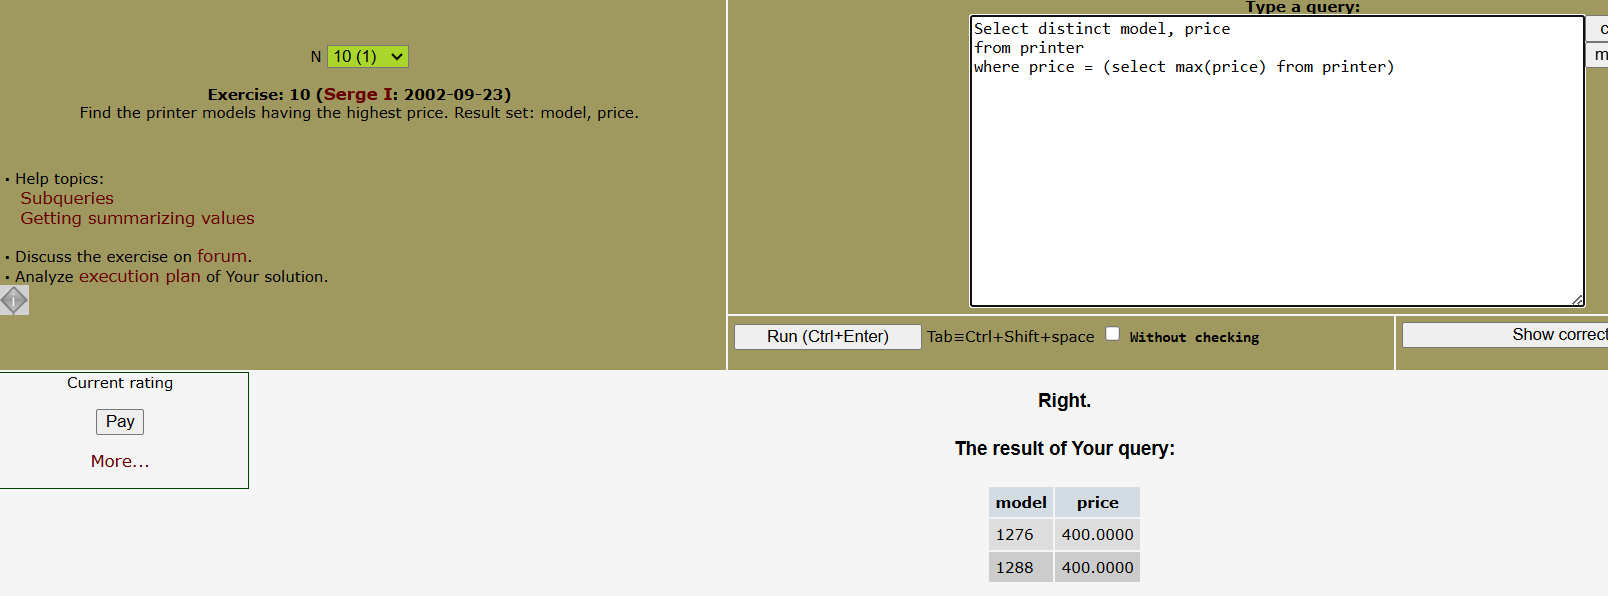 N 10 (1)
Exercise: 10 (Serge I: 2002-09-23)
Find the printer models having the highest price. Result set: model, price.
• Help topics:
Subqueries
Getting summarizing values
• Discuss the exercise on forum.
• Analyze execution plan of Your solution.
Type a query:
Select distinct model, price
from printer
where price = (select max(price) from printer)
Run (Ctrl+Enter) Tab≡Ctrl+Shift+space Without checking
Show correct
Current rating
Pay
More...
Right.
The result of Your query:
model price
1276 400.0000
1288 400.0000